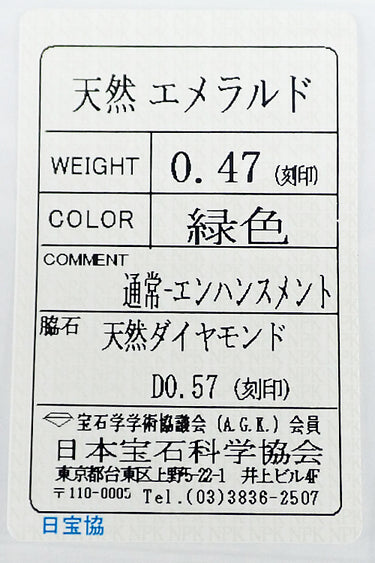 天然 エメラルド
WEIGHT 0.47 (刻印)
COLOR 緑色
COMMENT
通常-エンハンスメント
脇石 天然ダイヤモンド
D0.57 (刻印)
宝石学学術協議会 (A.G.K.) 会員
日本宝石科学協会
東京都台東区上野5-22-1 井上ビル4F
〒110-0005 Tel.(03)3836-2507
日宝協